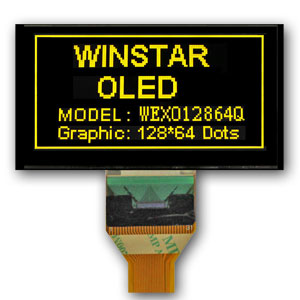 WINSTAR
OLED
MODEL: WEX012864Q
Graphic: 128*64 Dots